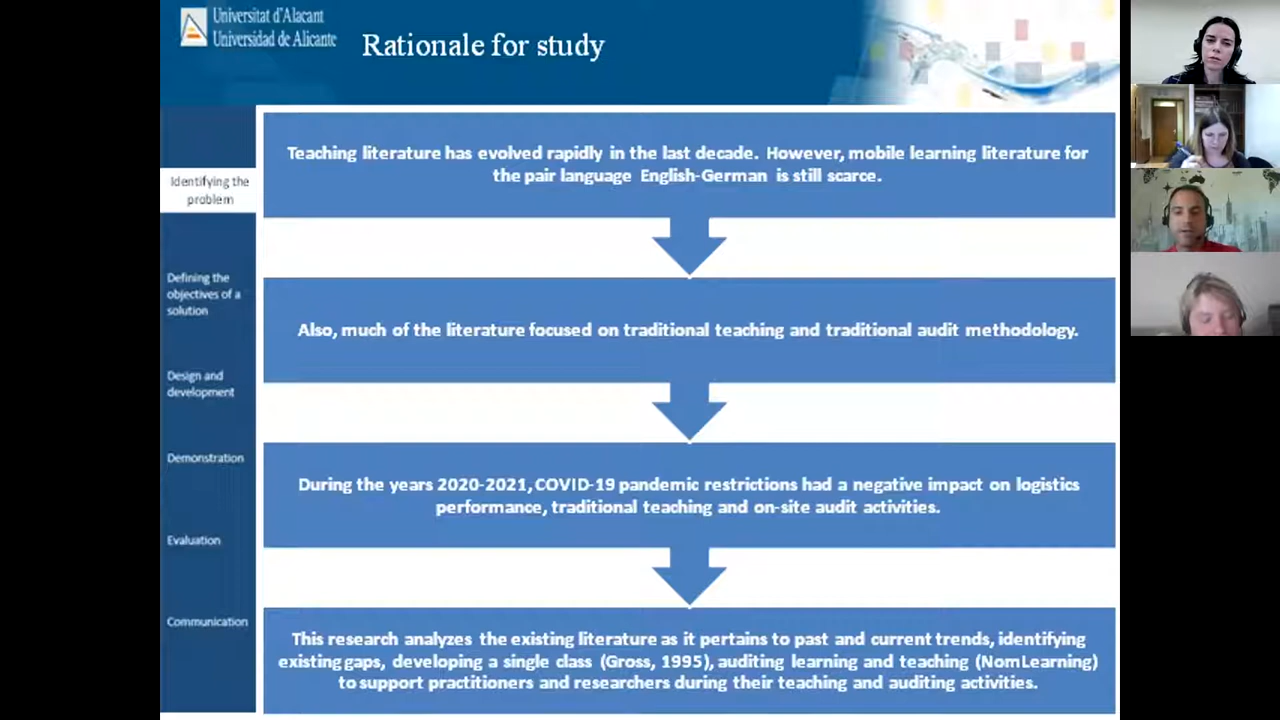 Universitat d'Alacant
Universidad de Alicante
Rationale for study
Identifying the
problem
Defining the
objectives of a
solution
Design and
development
Demonstration
Evaluation
Communication
Teaching literature has evolved rapidly in the last decade. However, mobile learning literature for
the pair language English-German is still scarce.
Also, much of the literature focused on traditional teaching and traditional audit methodology.
During the years 2020-2021, COVID-19 pandemic restrictions had a negative impact on logistics
performance, traditional teaching and on-site audit activities.
This research analyzes the existing literature as it pertains to past and current trends, identifying
existing gaps, developing a single class (Gross, 1995), auditing learning and teaching (NomLearning)
to support practitioners and researchers during their teaching and auditing activities.